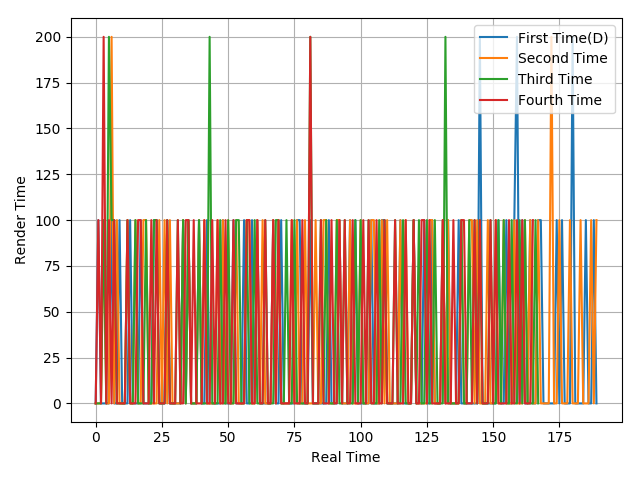 200
175
150
125
100
75
50
25
0
Render Time
First Time(D)
Second Time
Third Time
Fourth Time
0 25 50 75 100 125 150 175
Real Time